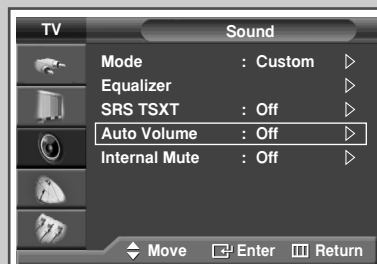 TV Sound
Mode : Custom
Equalizer
SRS TSXT : Off
Auto Volume : Off
Internal Mute : Off
Move Enter Return